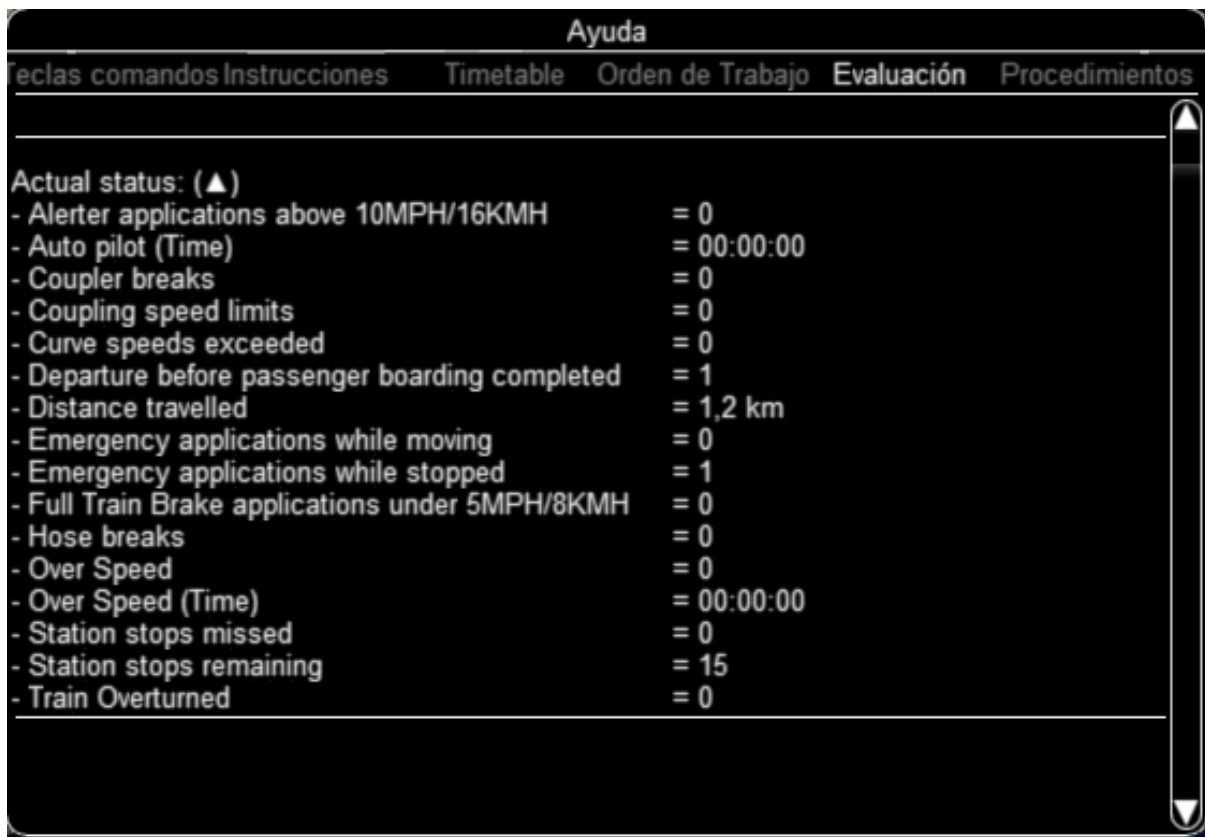 Ayuda
Teclas comandos Instrucciones Timetable Orden de Trabajo Evaluación Procedimientos
Actual status: (▲)
- Alerter applications above 10MPH/16KMH = 0
- Auto pilot (Time) = 00:00:00
- Coupler breaks = 0
- Coupling speed limits = 0
- Curve speeds exceeded = 0
- Departure before passenger boarding completed = 1
- Distance travelled = 1,2 km
- Emergency applications while moving = 0
- Emergency applications while stopped = 1
- Full Train Brake applications under 5MPH/8KMH = 0
- Hose breaks = 0
- Over Speed = 0
- Over Speed (Time) = 00:00:00
- Station stops missed = 0
- Station stops remaining = 15
- Train Overturned = 0